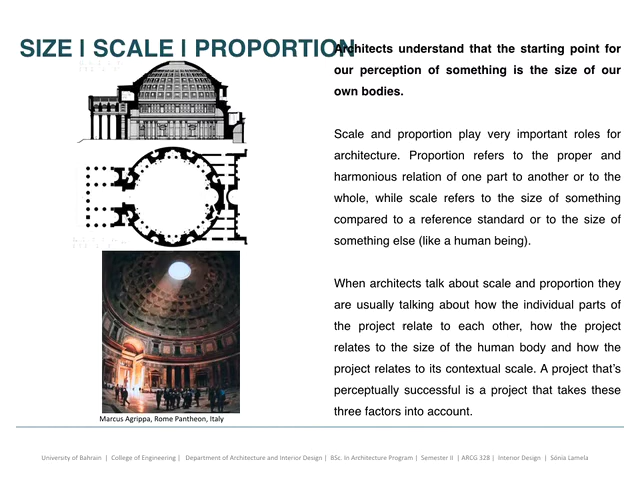 SIZE | SCALE | PROPORTION
Architects understand that the starting point for
our perception of something is the size of our
own bodies.
Scale and proportion play very important roles for
architecture. Proportion refers to the proper and
harmonious relation of one part to another or to the
whole, while scale refers to the size of something
compared to a reference standard or to the size of
something else (like a human being).
When architects talk about scale and proportion they
are usually talking about how the individual parts of
the project relate to each other, how the project
relates to the size of the human body and how the
project relates to its contextual scale. A project that's
perceptually successful is a project that takes these
three factors into account.
Marcus Agrippa, Rome Pantheon, Italy
University of Bahrain | College of Engineering | Department of Architecture and Interior Design | BSc. In Architecture Program | Semester II | ARCG 328 | Interior Design | Sónia Lamela